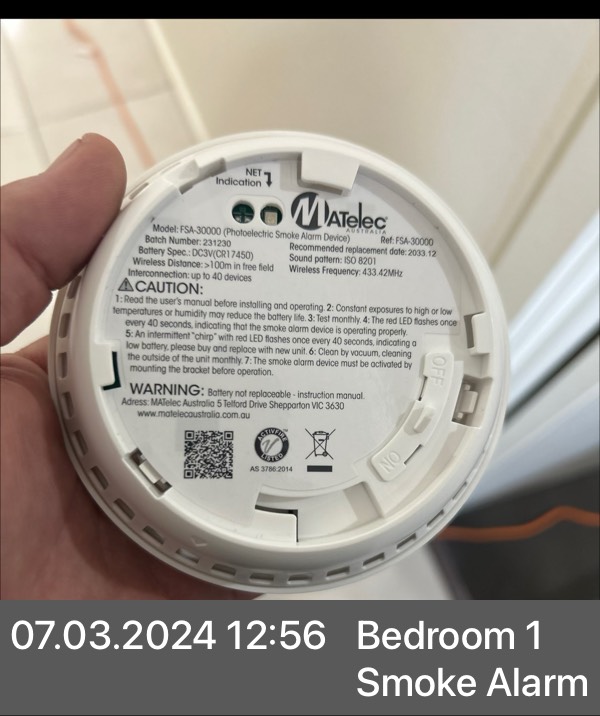 NET
Indication
MATelec
AUSTRALIA
Model: FSA-30000 (Photoelectric Smoke Alarm Device)
Ref: FSA-30000
Batch Number: 231230
Recommended replacement date: 2033.12
Battery Spec.: DC3V(CR17450)
Sound pattern: ISO 8201
Wireless Distance: >100m in free field
Wireless Frequency: 433.42MHz
Interconnection: up to 40 devices
CAUTION:
1: Read the user's manual before installing and operating. 2: Constant exposures to high or low
temperatures or humidity may reduce the battery life. 3: Test monthly. 4: The red LED flashes once
every 40 seconds, indicating that the smoke alarm device is operating properly.
5: An intermittent "chirp" with red LED flashes once every 40 seconds, indicating a
low battery, please buy and replace with new unit. 6: Clean by vacuum, cleaning
the outside of the unit monthly. 7: The smoke alarm device must be activated by
mounting the bracket before operation.
WARNING: Battery not replaceable - instruction manual.
Adress: MATelec Australia 5 Telford Drive Shepparton VIC 3630
www.matelecaustralia.com.au
ACTIVFIRE
LISTED
AS 3786:2014
OFF
ON
07.03.2024 12:56
Bedroom 1
Smoke Alarm